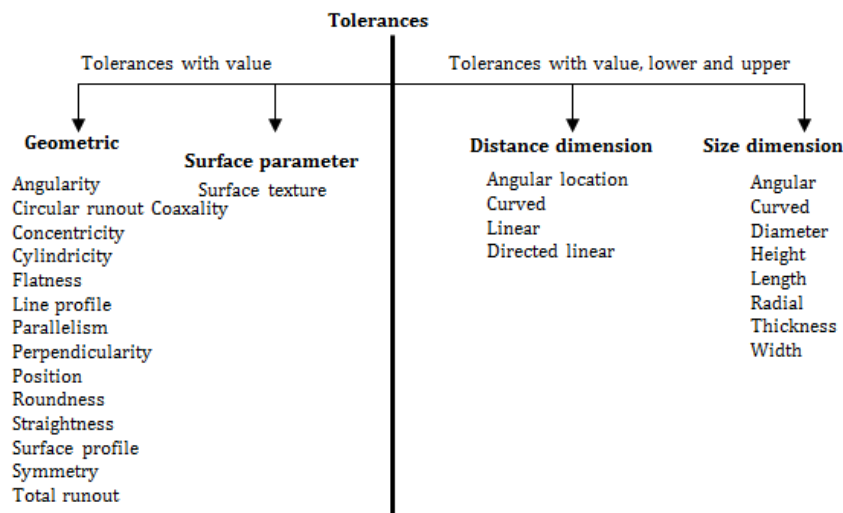 Tolerances
Tolerances with value
Tolerances with value, lower and upper
Geometric
Angularity
Circular runout Coaxality
Concentricity
Cylindricity
Flatness
Line profile
Parallelism
Perpendicularity
Position
Roundness
Straightness
Surface profile
Symmetry
Total runout
Surface parameter
Surface texture
Distance dimension
Angular location
Curved
Linear
Directed linear
Size dimension
Angular
Curved
Diameter
Height
Length
Radial
Thickness
Width